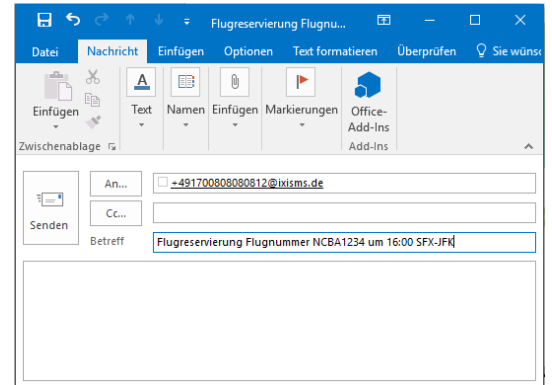 Flugreservierung Flugnu...
Datei Nachricht Einfügen Optionen Text formatieren Überprüfen Sie wüns
Einfügen Text Namen Einfügen Markierungen Office-
Add-Ins
Zwischenablage Add-Ins
An... +491700808080812@ixisms.de
Cc...
Senden
Betreff Flugreservierung Flugnummer NCBA1234 um 16:00 SFX-JFK